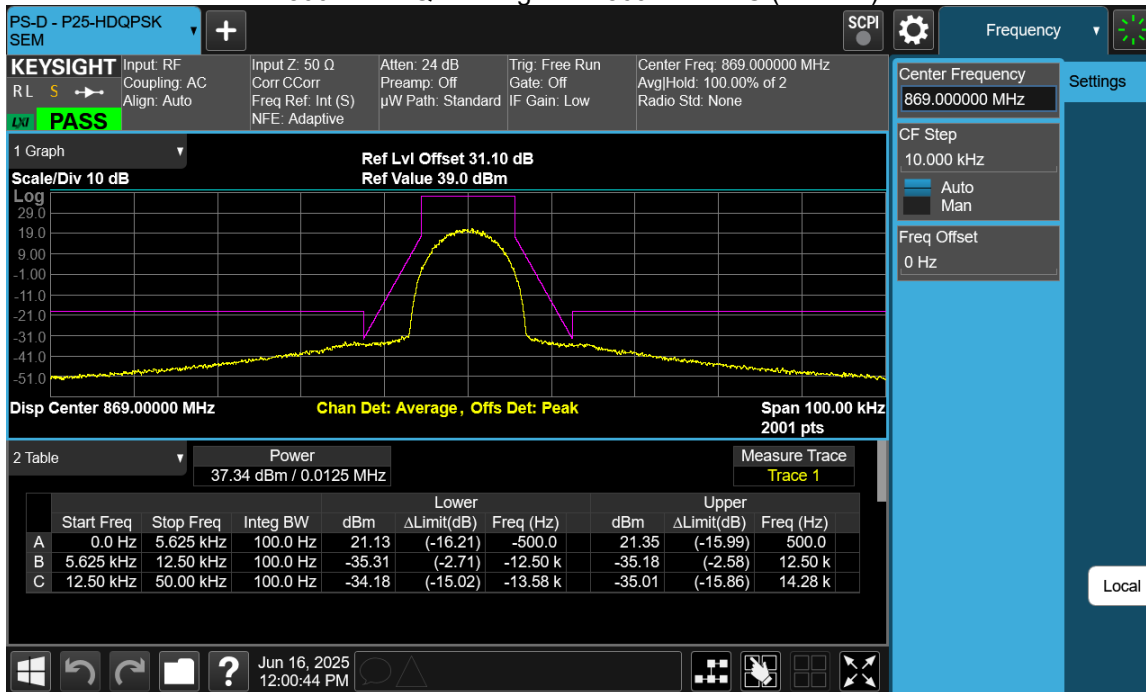 PS-D - P25-HDQPSK
SEM
SCPI
Frequency
KEYSIGHT
R L S
LXI
PASS
Input: RF
Coupling: AC
Align: Auto
Input Z: 50 Ω
Corr CCorr
Freq Ref: Int (S)
NFE: Adaptive
Atten: 24 dB
Preamp: Off
µW Path: Standard
Trig: Free Run
Gate: Off
IF Gain: Low
Center Freq: 869.000000 MHz
Avg|Hold: 100.00% of 2
Radio Std: None
Center Frequency
869.000000 MHz
Settings
CF Step
10.000 kHz
Auto
Man
Freq Offset
0 Hz
1 Graph
Scale/Div 10 dB
Ref Lvl Offset 31.10 dB
Ref Value 39.0 dBm
Log
29.0
19.0
9.00
-1.00
-11.0
-21.0
-31.0
-41.0
-51.0
Disp Center 869.00000 MHz
Chan Det: Average, Offs Det: Peak
Span 100.00 kHz
2001 pts
2 Table
Power
37.34 dBm / 0.0125 MHz
Measure Trace
Trace 1
Lower Upper
Start Freq Stop Freq Integ BW dBm ΔLimit(dB) Freq (Hz) dBm ΔLimit(dB) Freq (Hz)
A 0.0 Hz 5.625 kHz 100.0 Hz 21.13 (-16.21) -500.0 21.35 (-15.99) 500.0
B 5.625 kHz 12.50 kHz 100.0 Hz -35.31 (-2.71) -12.50 k -35.18 (-2.58) 12.50 k
C 12.50 kHz 50.00 kHz 100.0 Hz -34.18 (-15.02) -13.58 k -35.01 (-15.86) 14.28 k
Local
?
Jun 16, 2025
12:00:44 PM